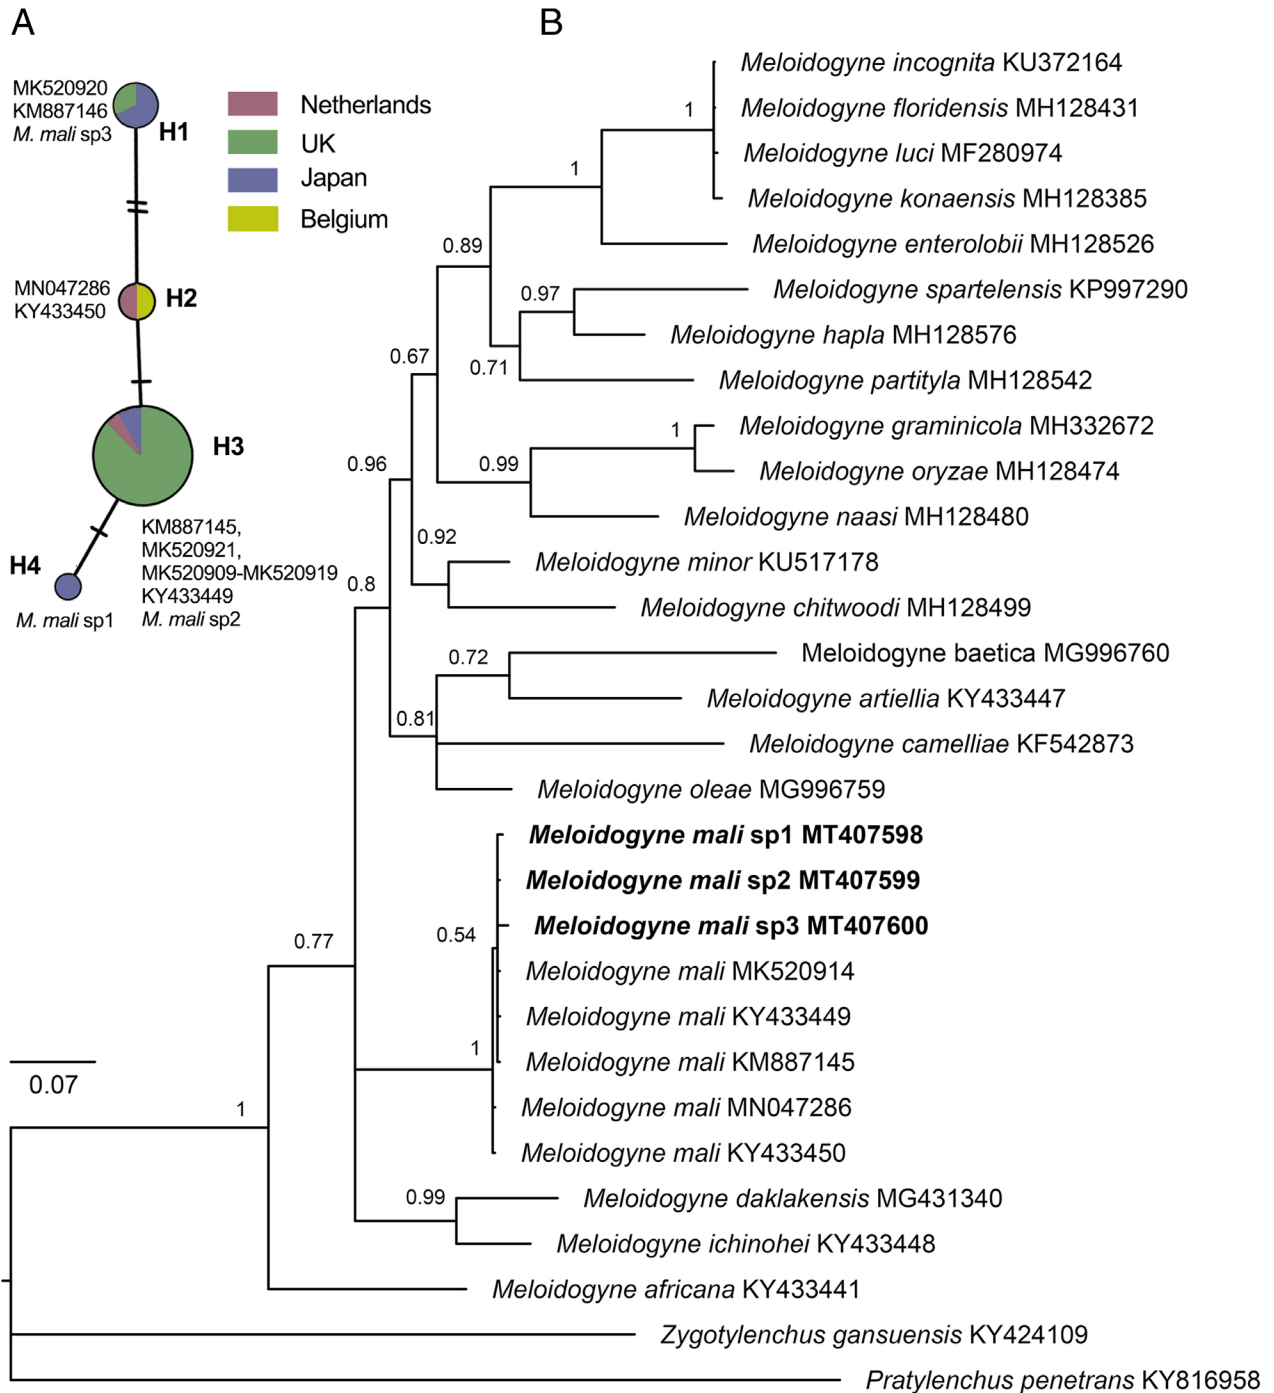 A
MK520920
KM887146
M. mali sp3
H1
Netherlands
UK
Japan
Belgium
MN047286
KY433450
H2
H3
KM887145,
MK520921,
MK520909-MK520919
KY433449
M. mali sp2
H4
M. mali sp1
B
Meloidogyne incognita KU372164
1
Meloidogyne floridensis MH128431
Meloidogyne luci MF280974
1
Meloidogyne konaensis MH128385
0.89
Meloidogyne enterolobii MH128526
0.97
Meloidogyne spartelensis KP997290
Meloidogyne hapla MH128576
0.67
0.71
Meloidogyne partityla MH128542
1
Meloidogyne graminicola MH332672
0.96
0.99
Meloidogyne oryzae MH128474
Meloidogyne naasi MH128480
0.92
Meloidogyne minor KU517178
0.8
Meloidogyne chitwoodi MH128499
0.72
Meloidogyne baetica MG996760
Meloidogyne artiellia KY433447
0.81
Meloidogyne camelliae KF542873
Meloidogyne oleae MG996759
Meloidogyne mali sp1 MT407598
Meloidogyne mali sp2 MT407599
0.77
0.54
Meloidogyne mali sp3 MT407600
Meloidogyne mali MK520914
Meloidogyne mali KY433449
1
Meloidogyne mali KM887145
0.07
1
Meloidogyne mali MN047286
Meloidogyne mali KY433450
0.99
Meloidogyne daklakensis MG431340
Meloidogyne ichinohei KY433448
Meloidogyne africana KY433441
Zygotylenchus gansuensis KY424109
Pratylenchus penetrans KY816958